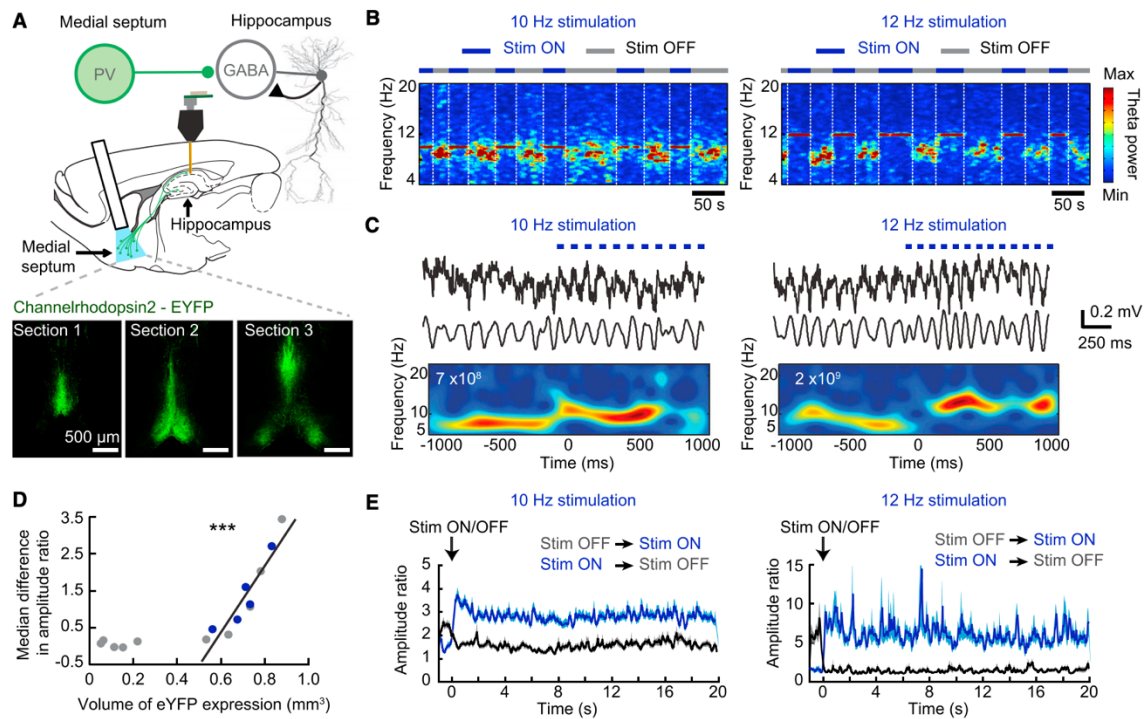 A
Medial septum
Hippocampus
PV
GABA
Hippocampus
Medial
septum
Channelrhodopsin2 - EYFP
Section 1
Section 2
Section 3
500 µm
B
10 Hz stimulation
Stim ON
Stim OFF
Frequency (Hz)
20
12
4
50 s
12 Hz stimulation
Stim ON
Stim OFF
Frequency (Hz)
20
12
4
50 s
Max
Theta power
Min
C
10 Hz stimulation
Frequency (Hz)
20
10
5
7 x10⁸
-1000 -500 0 500 1000
Time (ms)
12 Hz stimulation
0.2 mV
250 ms
Frequency (Hz)
20
10
5
2 x10⁹
-1000 -500 0 500 1000
Time (ms)
D
Median difference
in amplitude ratio
3.5
2.5
1.5
0.5
-0.5
***
0 0.2 0.4 0.6 0.8 1.0
Volume of eYFP expression (mm³)
E
10 Hz stimulation
Stim ON/OFF
Stim OFF Stim ON
Stim ON Stim OFF
Amplitude ratio
5
4
3
2
1
0
0 4 8 12 16 20
Time (s)
12 Hz stimulation
Stim ON/OFF
Stim OFF Stim ON
Stim ON Stim OFF
Amplitude ratio
15
10
5
0
0 4 8 12 16 20
Time (s)